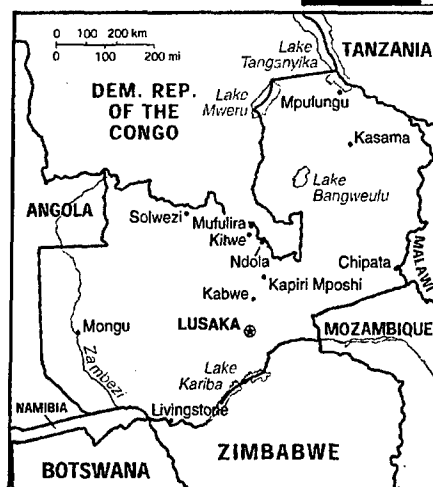 0 100 200 km
0 100 200 mi
Lake
Tanganyika
TANZANIA
DEM. REP.
OF THE
CONGO
Lake
Mweru
Mpulungu
Kasama
Lake
Bangweulu
ANGOLA
Solwezi
Mufulira
Kitwe
Ndola
Chipata
MALAWI
Kapiri Mposhi
Kabwe
LUSAKA
MOZAMBIQUE
Mongu
Zambezi
Lake
Kariba
NAMIBIA
Livingstone
ZIMBABWE
BOTSWANA